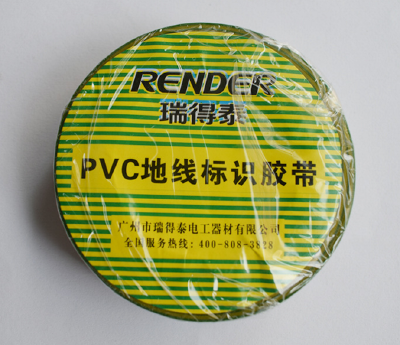 RENDER
瑞得泰
PVC地线标识胶带
广州市瑞得泰电工器材有限公司
全国服务热线: 400-808-3828